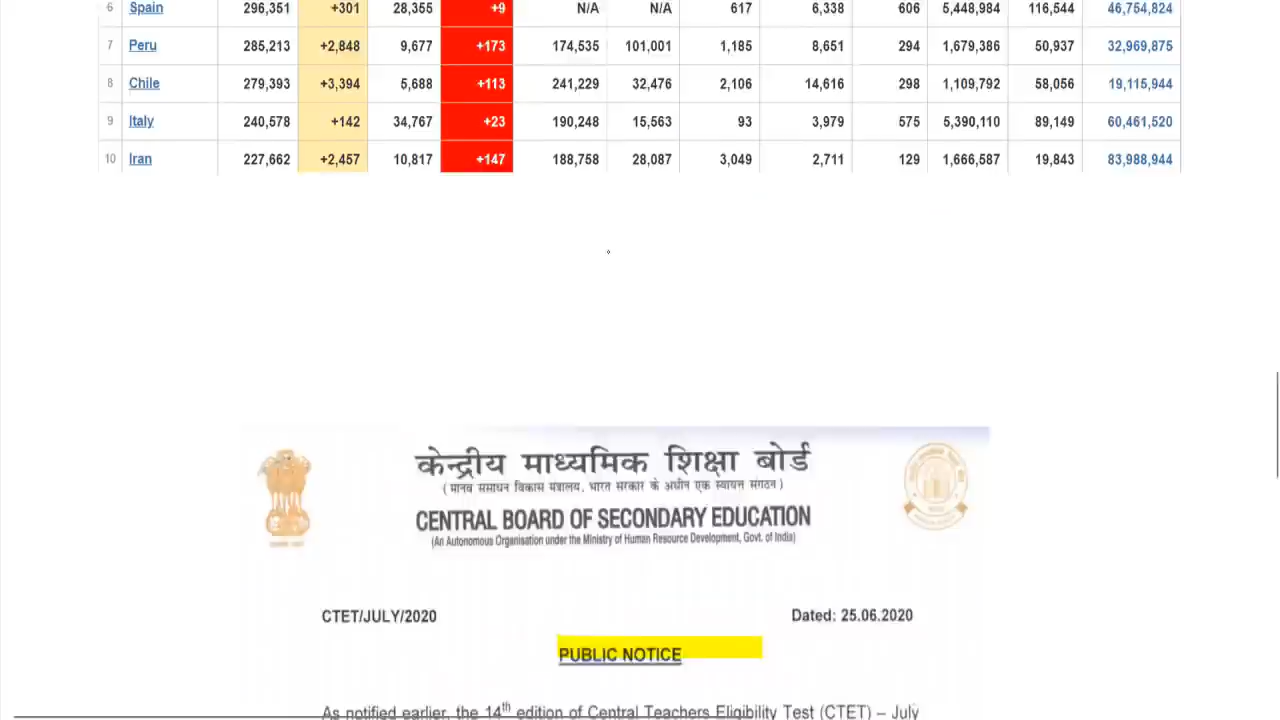 6 Spain 296,351 +301 28,355 +9 N/A N/A 617 6,338 606 5,448,984 116,544 46,754,824
7 Peru 285,213 +2,848 9,677 +173 174,535 101,001 1,185 8,651 294 1,679,386 50,937 32,969,875
8 Chile 279,393 +3,394 5,688 +113 241,229 32,476 2,106 14,616 298 1,109,792 58,056 19,115,944
9 Italy 240,578 +142 34,767 +23 190,248 15,563 93 3,979 575 5,390,110 89,149 60,461,520
10 Iran 227,662 +2,457 10,817 +147 188,758 28,087 3,049 2,711 129 1,666,587 19,843 83,988,944
केन्द्रीय माध्यमिक शिक्षा बोर्ड
( मानव संसाधन विकास मंत्रालय, भारत सरकार के अधीन एक स्वायत्त संगठन )
CENTRAL BOARD OF SECONDARY EDUCATION
(An Autonomous Organisation under the Ministry of Human Resource Development, Govt. of India)
CTET/JULY/2020 Dated: 25.06.2020
PUBLIC NOTICE
As notified earlier, the 14th edition of Central Teachers Eligibility Test (CTET) – July